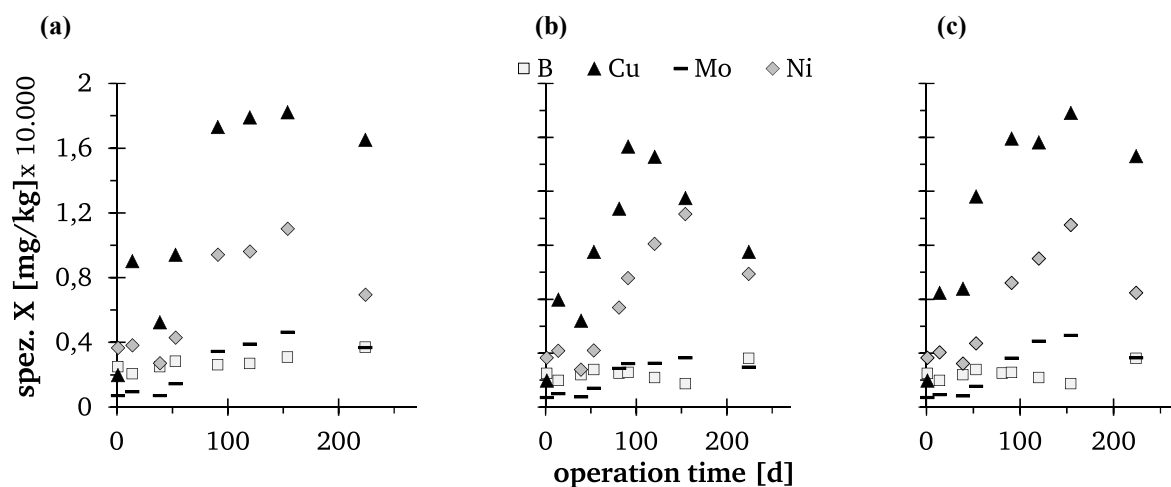 (a) (b) (c)
B Cu Mo Ni
spez. X [mg/kg]x 10.000
2
1,6
1,2
0,8
0,4
0
0 100 200 0 100 200 0 100 200
operation time [d]